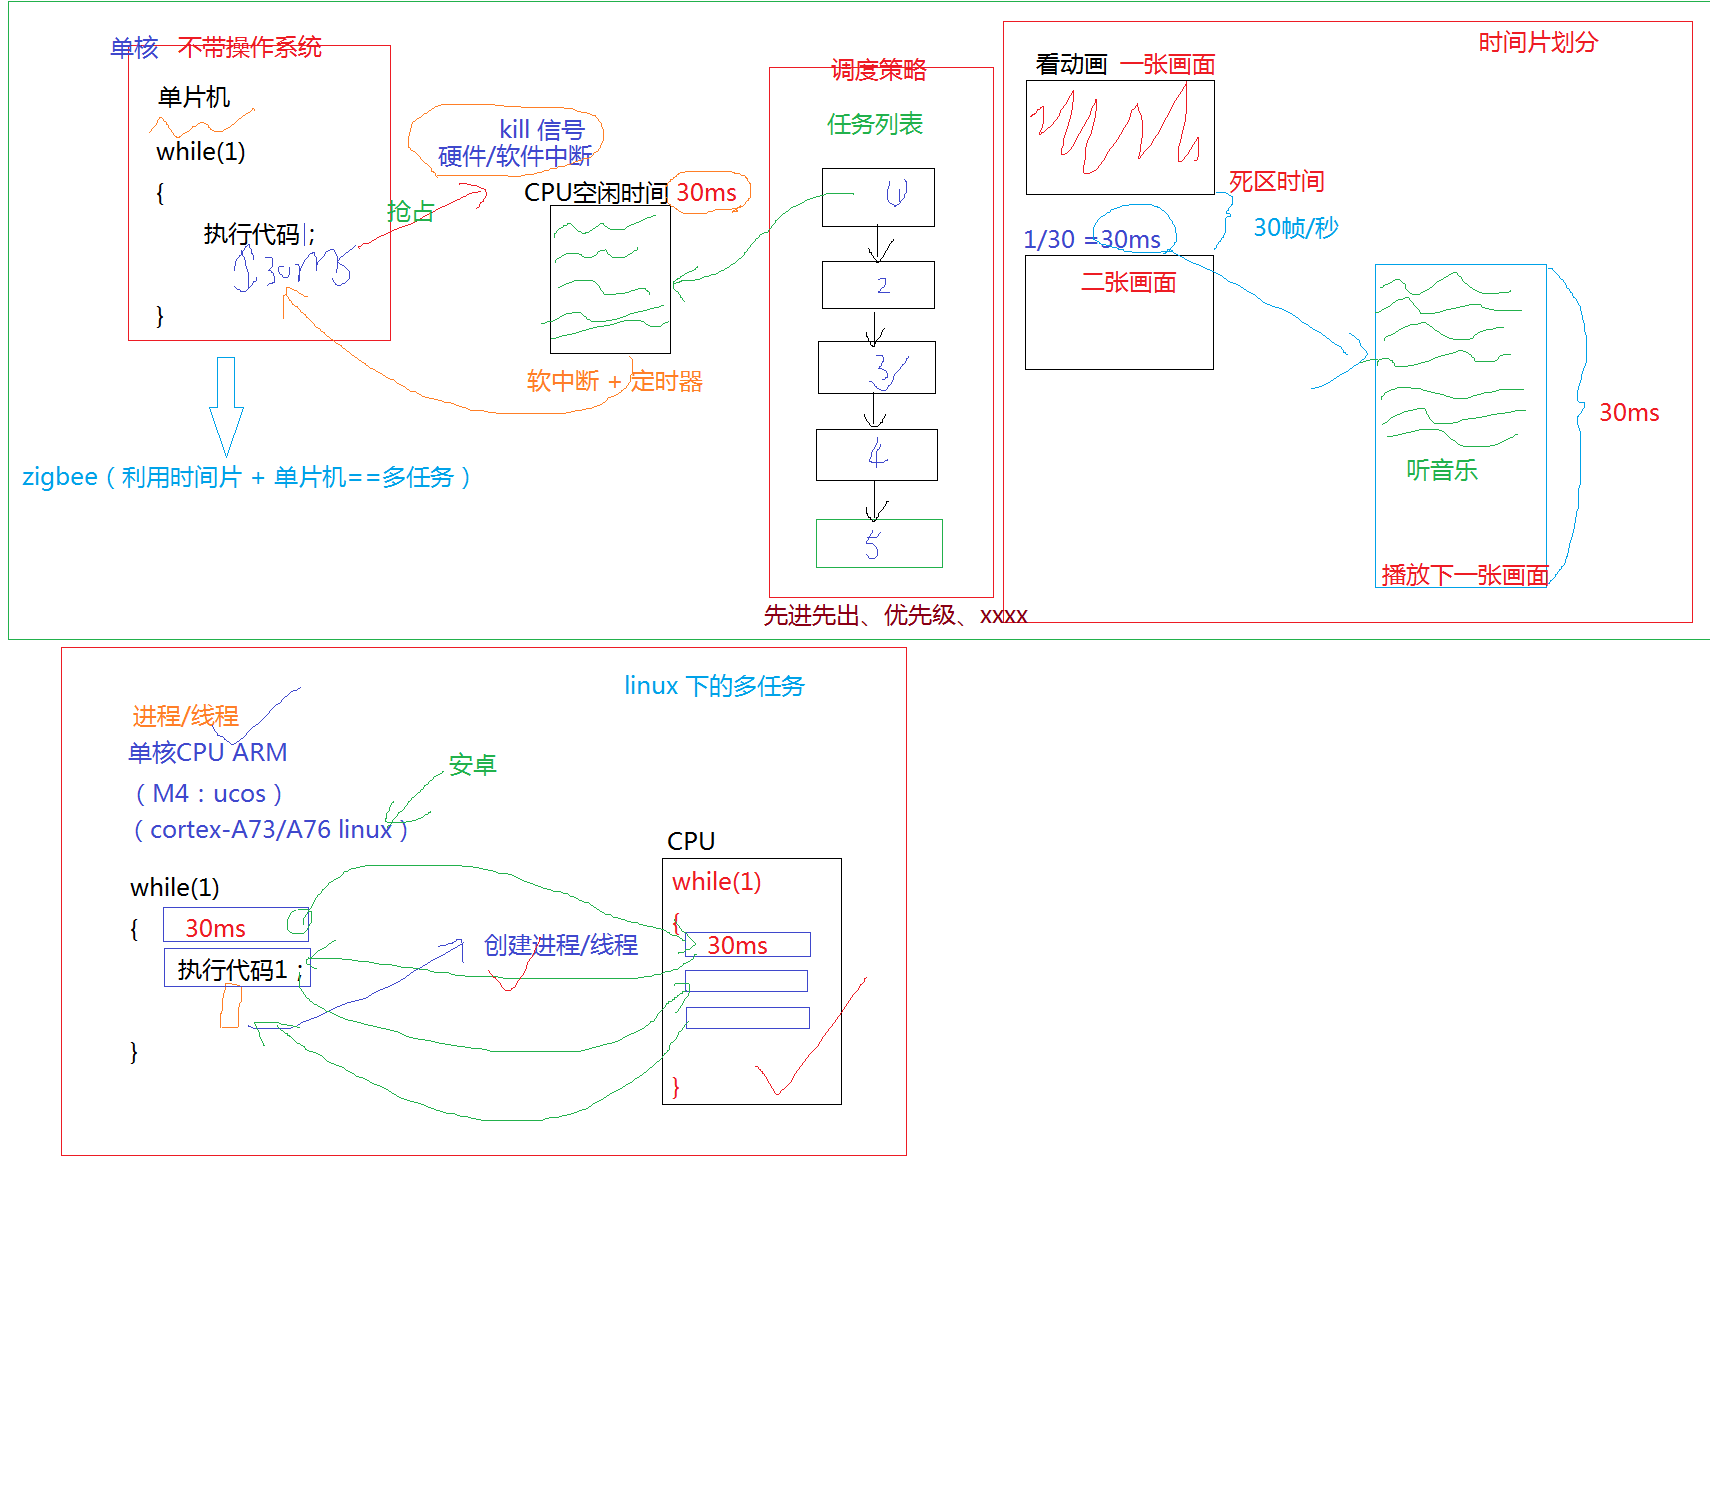 单核 不带操作系统
单片机
while(1)
{
执行代码 ;
30ms
}
抢占
kill 信号
硬件/软件中断
CPU空闲时间 30ms
软中断 + 定时器
zigbee（利用时间片 + 单片机==多任务）
调度策略
任务列表
2
3
4
5
先进先出、优先级、xxxx
时间片划分
看动画 一张画面
死区时间
30帧/秒
1/30 =30ms
二张画面
30ms
听音乐
播放下一张画面
linux 下的多任务
进程/线程
单核CPU ARM
（M4：ucos）
（cortex-A73/A76 linux）
安卓
while(1)
{
30ms
执行代码1 ;
}
创建进程/线程
CPU
while(1)
{
30ms
}